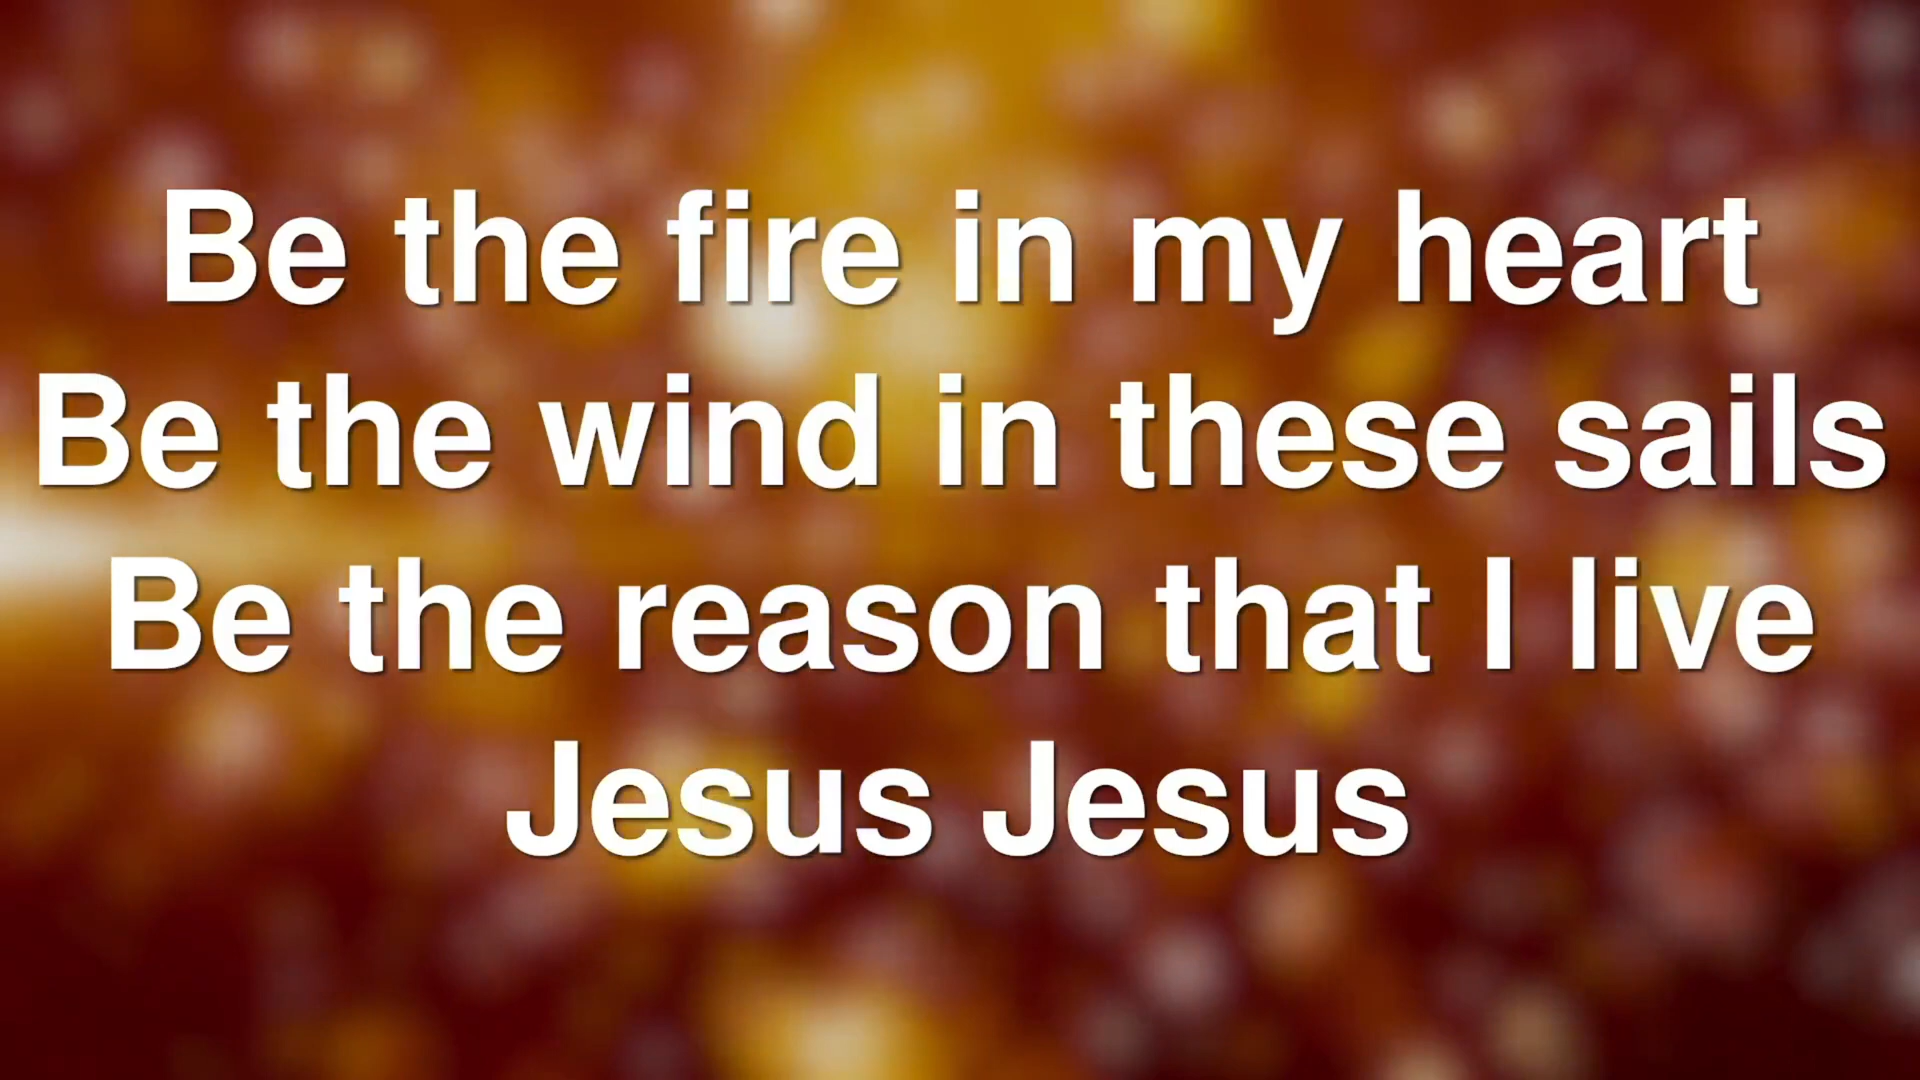 Be the fire in my heart
Be the wind in these sails
Be the reason that I live
Jesus Jesus